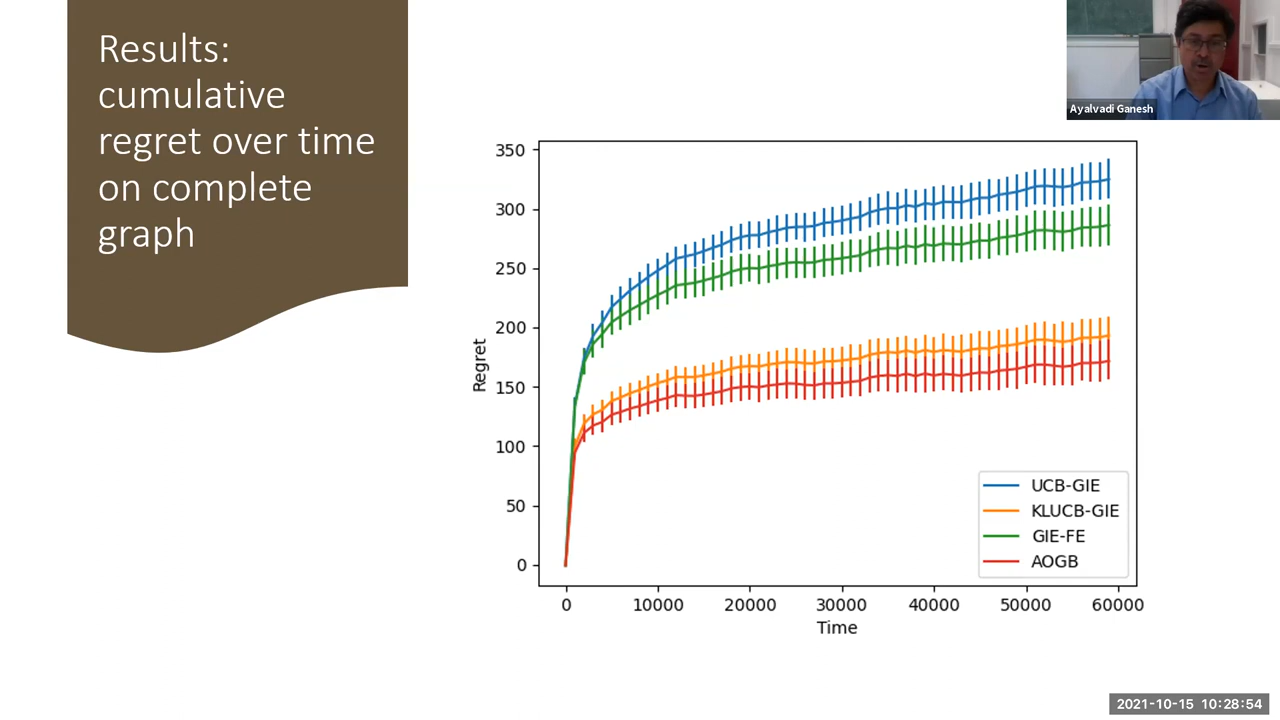 Results:
cumulative
regret over time
on complete
graph
Ayalvadi Ganesh
350
300
250
200
150
100
50
0
Regret
0 10000 20000 30000 40000 50000 60000
Time
UCB-GIE
KLUCB-GIE
GIE-FE
AOGB
2021-10-15 10:28:54